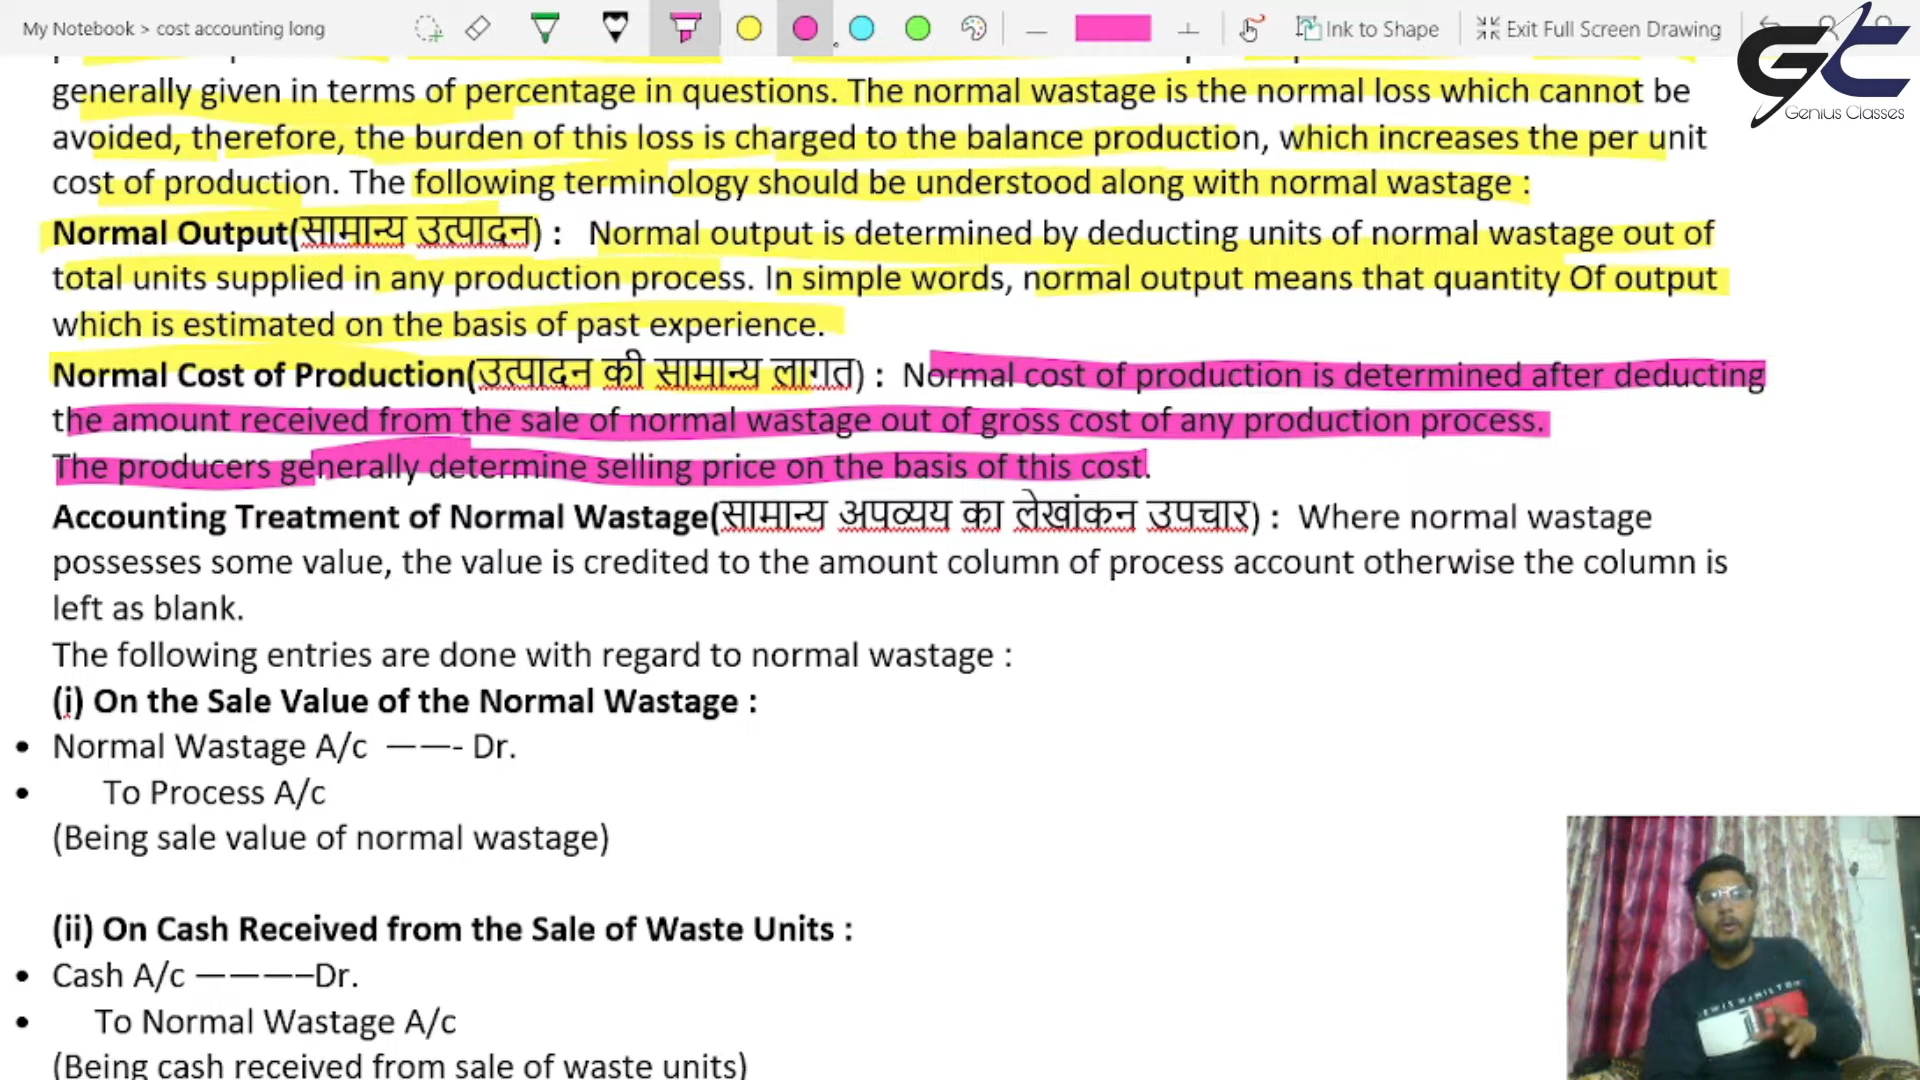 My Notebook > cost accounting long
Ink to Shape
Exit Full Screen Drawing
GC
Genius Classes
generally given in terms of percentage in questions. The normal wastage is the normal loss which cannot be
avoided, therefore, the burden of this loss is charged to the balance production, which increases the per unit
cost of production. The following terminology should be understood along with normal wastage :
Normal Output(सामान्य उत्पादन) : Normal output is determined by deducting units of normal wastage out of
total units supplied in any production process. In simple words, normal output means that quantity Of output
which is estimated on the basis of past experience.
Normal Cost of Production(उत्पादन की सामान्य लागत) : Normal cost of production is determined after deducting
the amount received from the sale of normal wastage out of gross cost of any production process.
The producers generally determine selling price on the basis of this cost.
Accounting Treatment of Normal Wastage(सामान्य अपव्यय का लेखांकन उपचार) : Where normal wastage
possesses some value, the value is credited to the amount column of process account otherwise the column is
left as blank.
The following entries are done with regard to normal wastage :
(i) On the Sale Value of the Normal Wastage :
• Normal Wastage A/c ——- Dr.
• To Process A/c
(Being sale value of normal wastage)
(ii) On Cash Received from the Sale of Waste Units :
• Cash A/c ———–Dr.
• To Normal Wastage A/c
(Being cash received from sale of waste units)